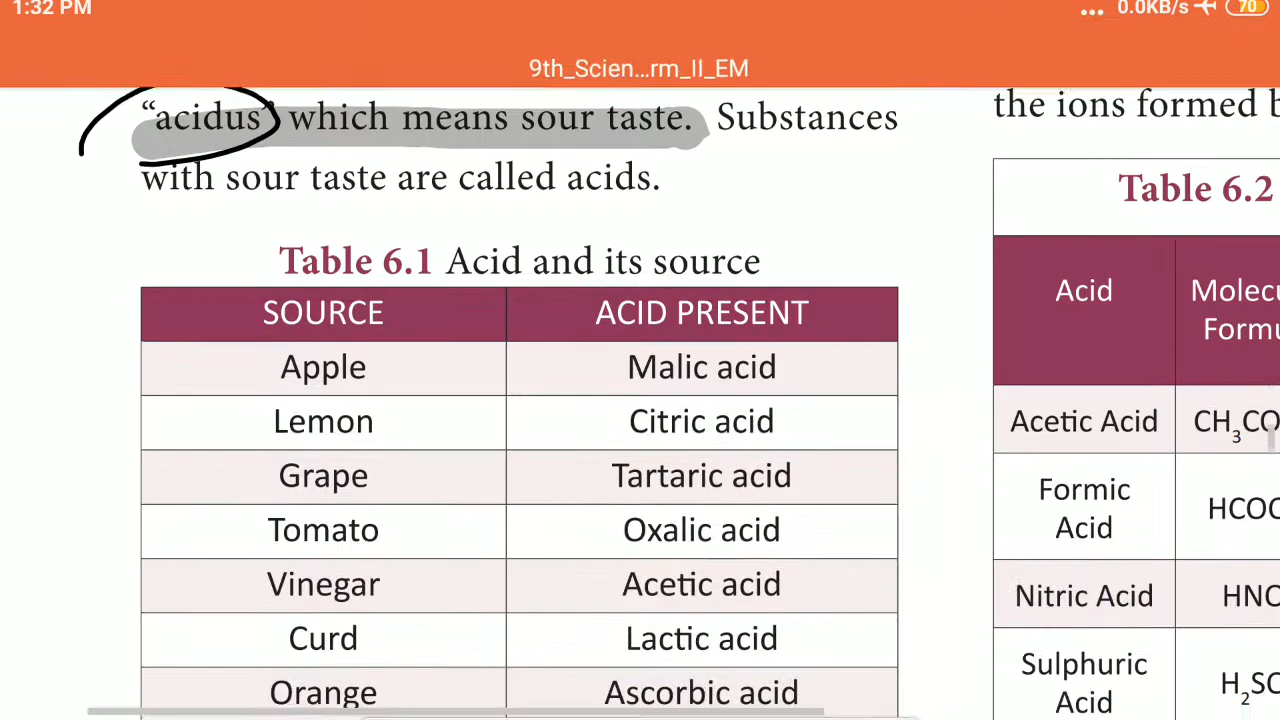 1:32 PM
... 0.0KB/s 70
9th_Scien...rm_II_EM
“acidus” which means sour taste. Substances
with sour taste are called acids.
Table 6.1 Acid and its source
SOURCE ACID PRESENT
Apple Malic acid
Lemon Citric acid
Grape Tartaric acid
Tomato Oxalic acid
Vinegar Acetic acid
Curd Lactic acid
Orange Ascorbic acid
the ions formed
Table 6.2
Acid
Acetic Acid
Formic
Acid
Nitric Acid
Sulphuric
Acid